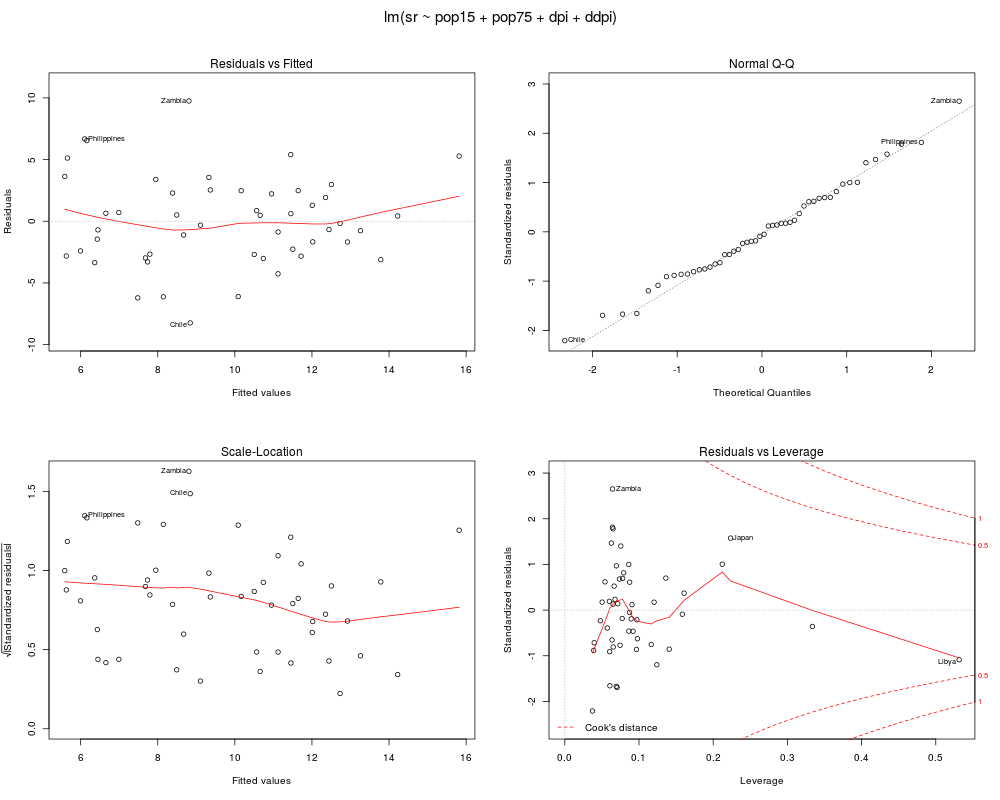 lm(sr ~ pop15 + pop75 + dpi + ddpi)
Residuals vs Fitted
Residuals
10
5
0
-5
-10
Zambia
Philippines
Chile
6 8 10 12 14 16
Fitted values
Normal Q-Q
Standardized residuals
3
2
1
0
-1
-2
Zambia
Philippines
Chile
-2 -1 0 1 2
Theoretical Quantiles
Scale-Location
√|Standardized residuals|
1.5
1.0
0.5
0.0
Zambia
Chile
Philippines
6 8 10 12 14 16
Fitted values
Residuals vs Leverage
Standardized residuals
3
2
1
0
-1
-2
Zambia
Japan
Libya
1
0.5
0.5
1
Cook's distance
0.0 0.1 0.2 0.3 0.4 0.5
Leverage